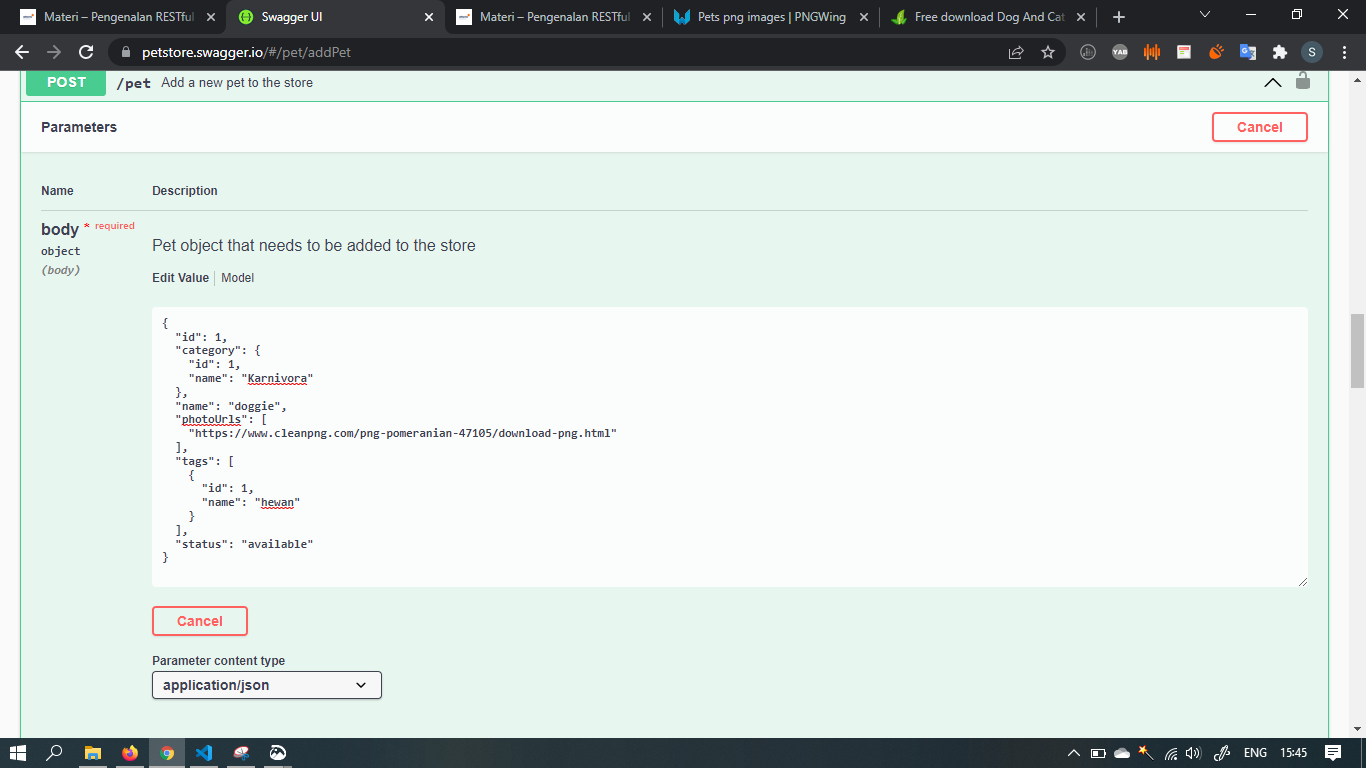 Materi – Pengenalan RESTful
Swagger UI
Materi – Pengenalan RESTful
Pets png images | PNGWing
Free download Dog And Cat
petstore.swagger.io/#/pet/addPet
YAB
S
POST /pet Add a new pet to the store
Parameters
Cancel
Name Description
body * required
object
(body)
Pet object that needs to be added to the store
Edit Value | Model
{
"id": 1,
"category": {
"id": 1,
"name": "Karnivora"
},
"name": "doggie",
"photoUrls": [
"https://www.cleanpng.com/png-pomeranian-47105/download-png.html"
],
"tags": [
{
"id": 1,
"name": "hewan"
}
],
"status": "available"
}
Cancel
Parameter content type
application/json
ENG 15:45